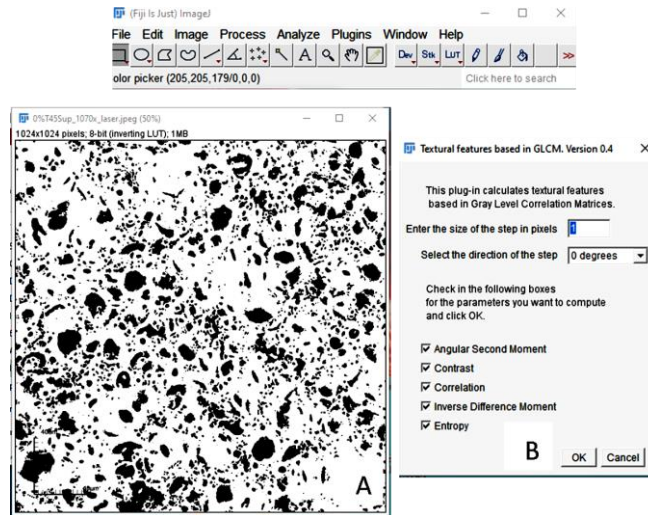 (Fiji Is Just) ImageJ
File Edit Image Process Analyze Plugins Window Help
A Dev Stk LUT >>
olor picker (205,205,179/0,0,0) Click here to search
0%T45Sup_1070x_laser.jpeg (50%)
1024x1024 pixels; 8-bit (inverting LUT); 1MB
A
Textural features based in GLCM. Version 0.4
This plug-in calculates textural features
based in Gray Level Correlation Matrices.
Enter the size of the step in pixels 1
Select the direction of the step 0 degrees
Check in the following boxes
for the parameters you want to compute
and click OK.
Angular Second Moment
Contrast
Correlation
Inverse Difference Moment
Entropy
B
OK Cancel